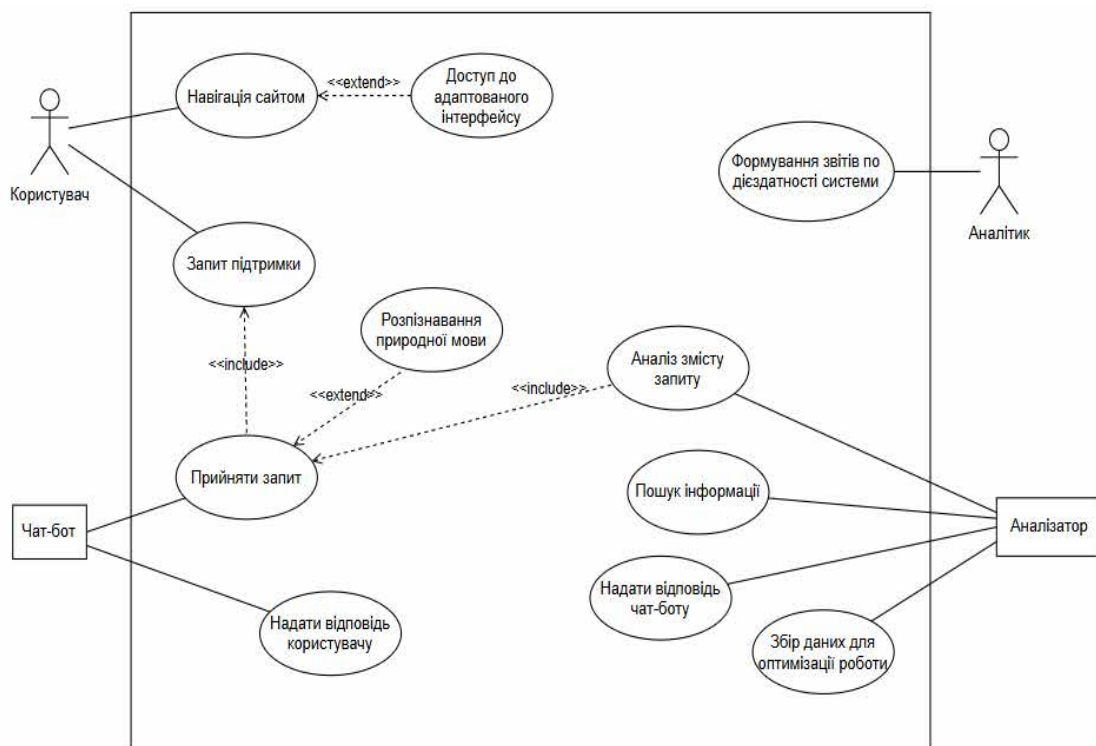 <<extend>>
Навігація сайтом
Доступ до
адаптованого
інтерфейсу
Користувач
Формування звітів по
дієздатності системи
Аналітик
Запит підтримки
Розпізнавання
природної мови
<<include>>
<<extend>>
<<include>>
Аналіз змісту
запиту
Прийняти запит
Пошук інформації
Чат-бот
Аналізатор
Надати відповідь
чат-боту
Надати відповідь
користувачу
Збір даних для
оптимізації роботи